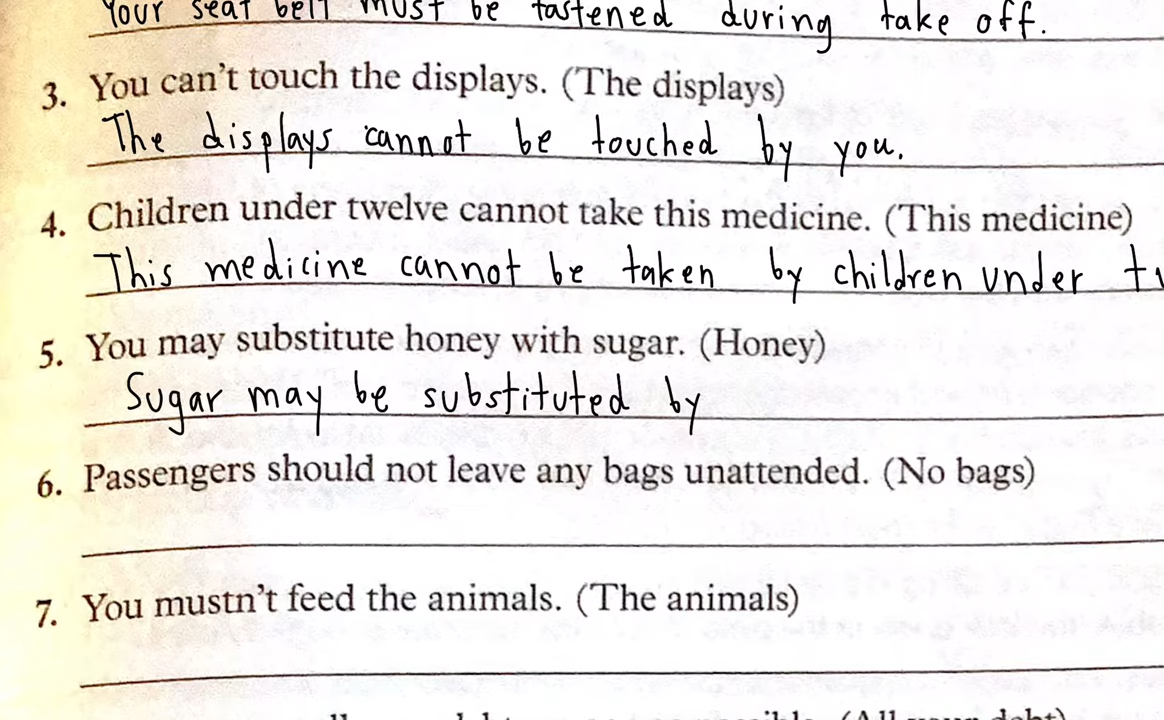 Your seat belt must be fastened during take off.
3. You can't touch the displays. (The displays)
The displays cannot be touched by you.
4. Children under twelve cannot take this medicine. (This medicine)
This medicine cannot be taken by children under
5. You may substitute honey with sugar. (Honey)
Sugar may be substituted by
6. Passengers should not leave any bags unattended. (No bags)
7. You mustn't feed the animals. (The animals)
(All your debt)